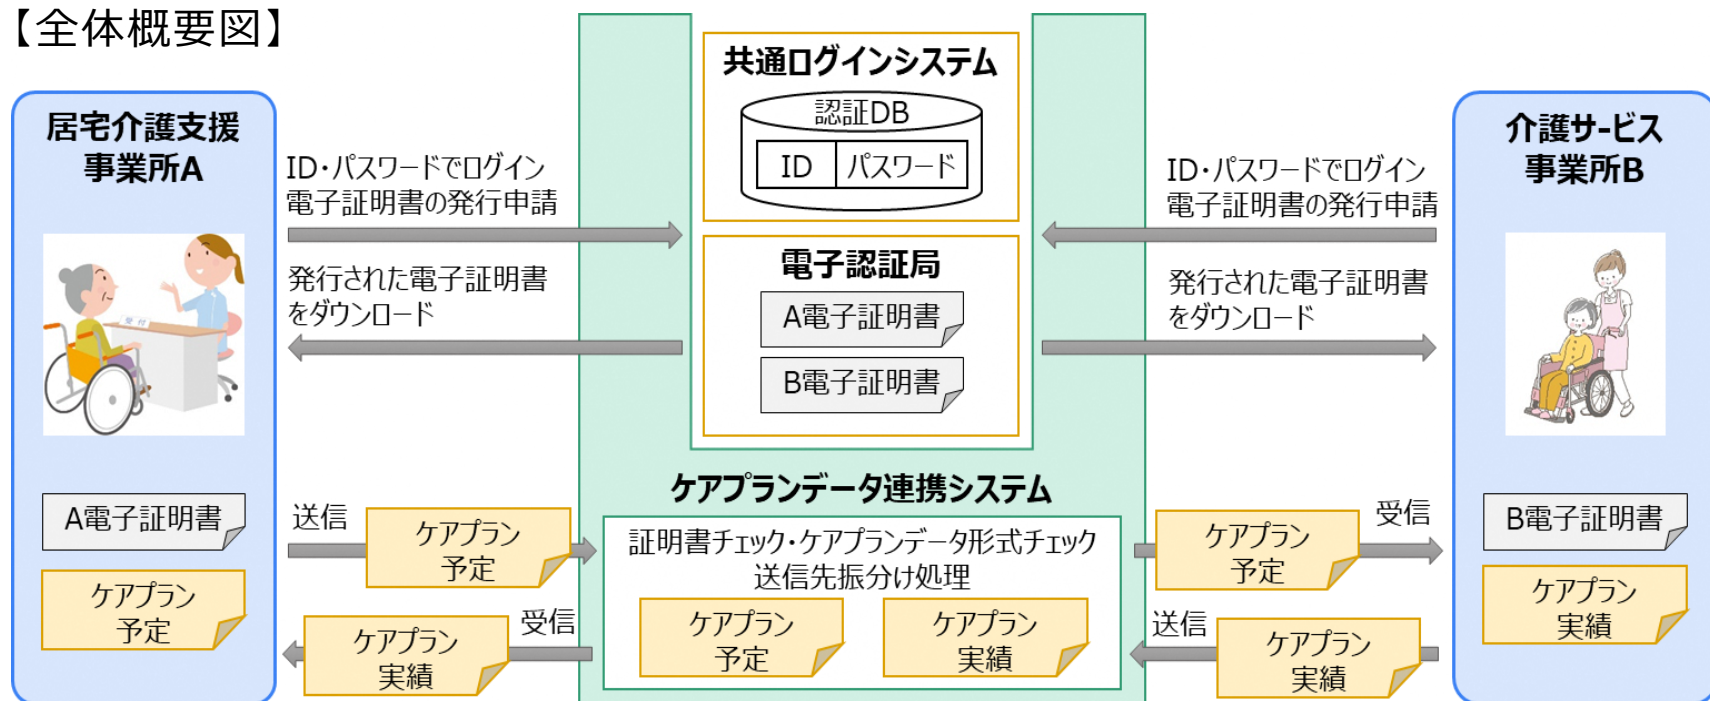 【全体概要図】
居宅介護支援
事業所A
ID・パスワードでログイン
電子証明書の発行申請
発行された電子証明書
をダウンロード
受付
A電子証明書
ケアプラン
予定
送信
ケアプラン
予定
受信
ケアプラン
実績
共通ログインシステム
認証DB
ID
パスワード
電子認証局
A電子証明書
B電子証明書
ケアプランデータ連携システム
証明書チェック・ケアプランデータ形式チェック
送信先振分け処理
ケアプラン
予定
ケアプラン
実績
ID・パスワードでログイン
電子証明書の発行申請
発行された電子証明書
をダウンロード
ケアプラン
予定
受信
送信
ケアプラン
実績
介護サービス
事業所B
B電子証明書
ケアプラン
実績